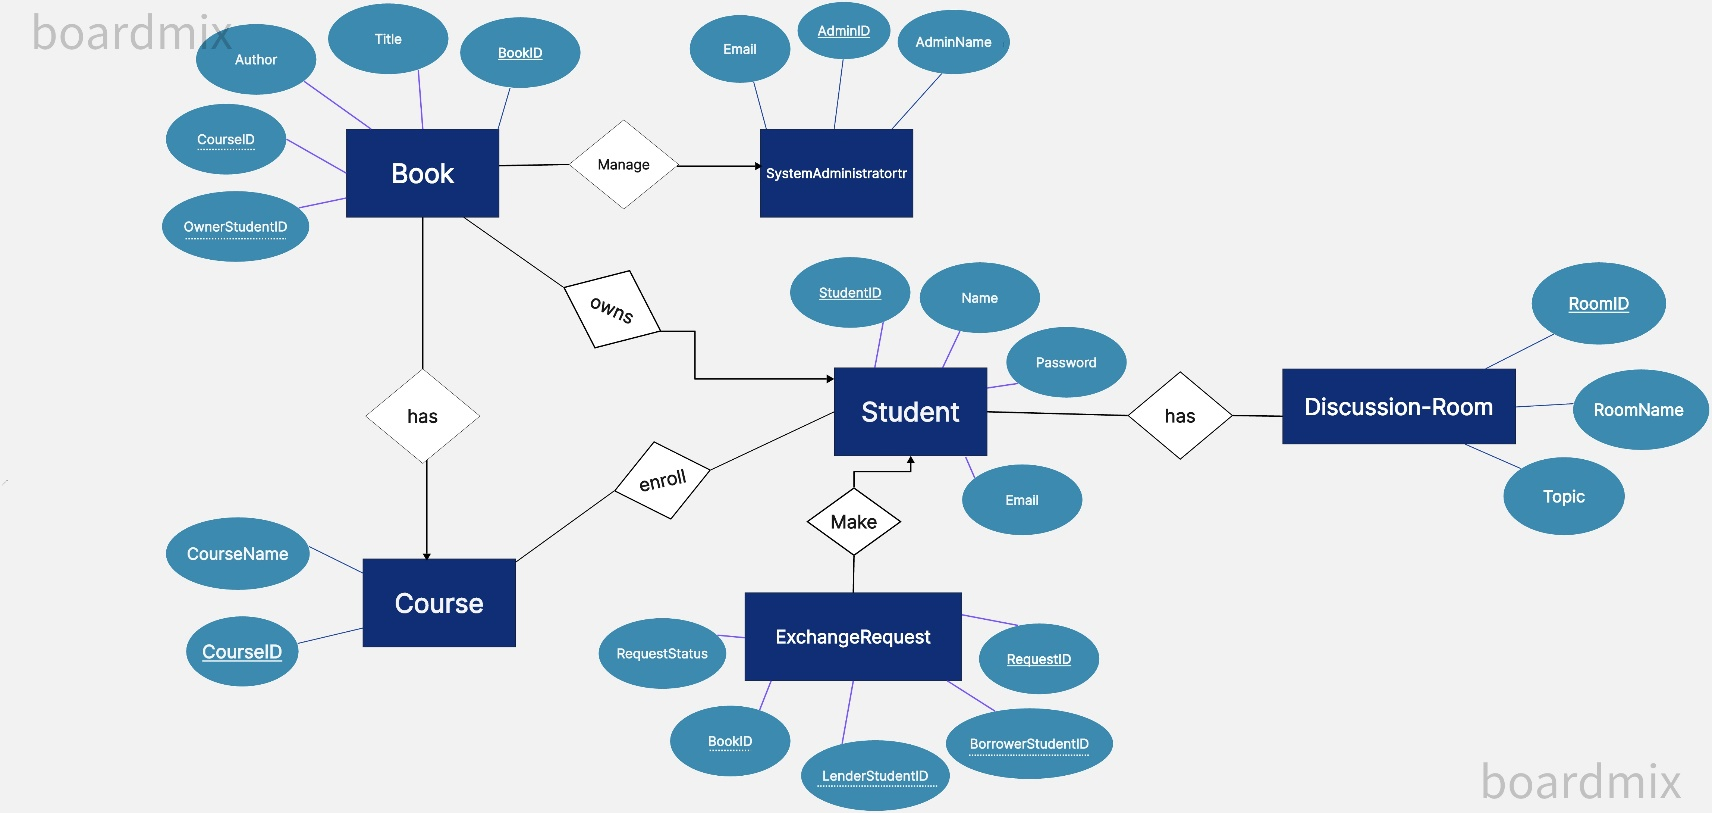 boardmix
Author
Title
BookID
Email
AdminID
AdminName
CourseID
OwnerStudentID
Book
Manage
SystemAdministratortr
owns
StudentID
Name
Password
RoomID
has
Student
has
Discussion-Room
RoomName
enroll
Email
Topic
Make
CourseName
Course
CourseID
RequestStatus
ExchangeRequest
RequestID
BookID
LenderStudentID
BorrowerStudentID
boardmix